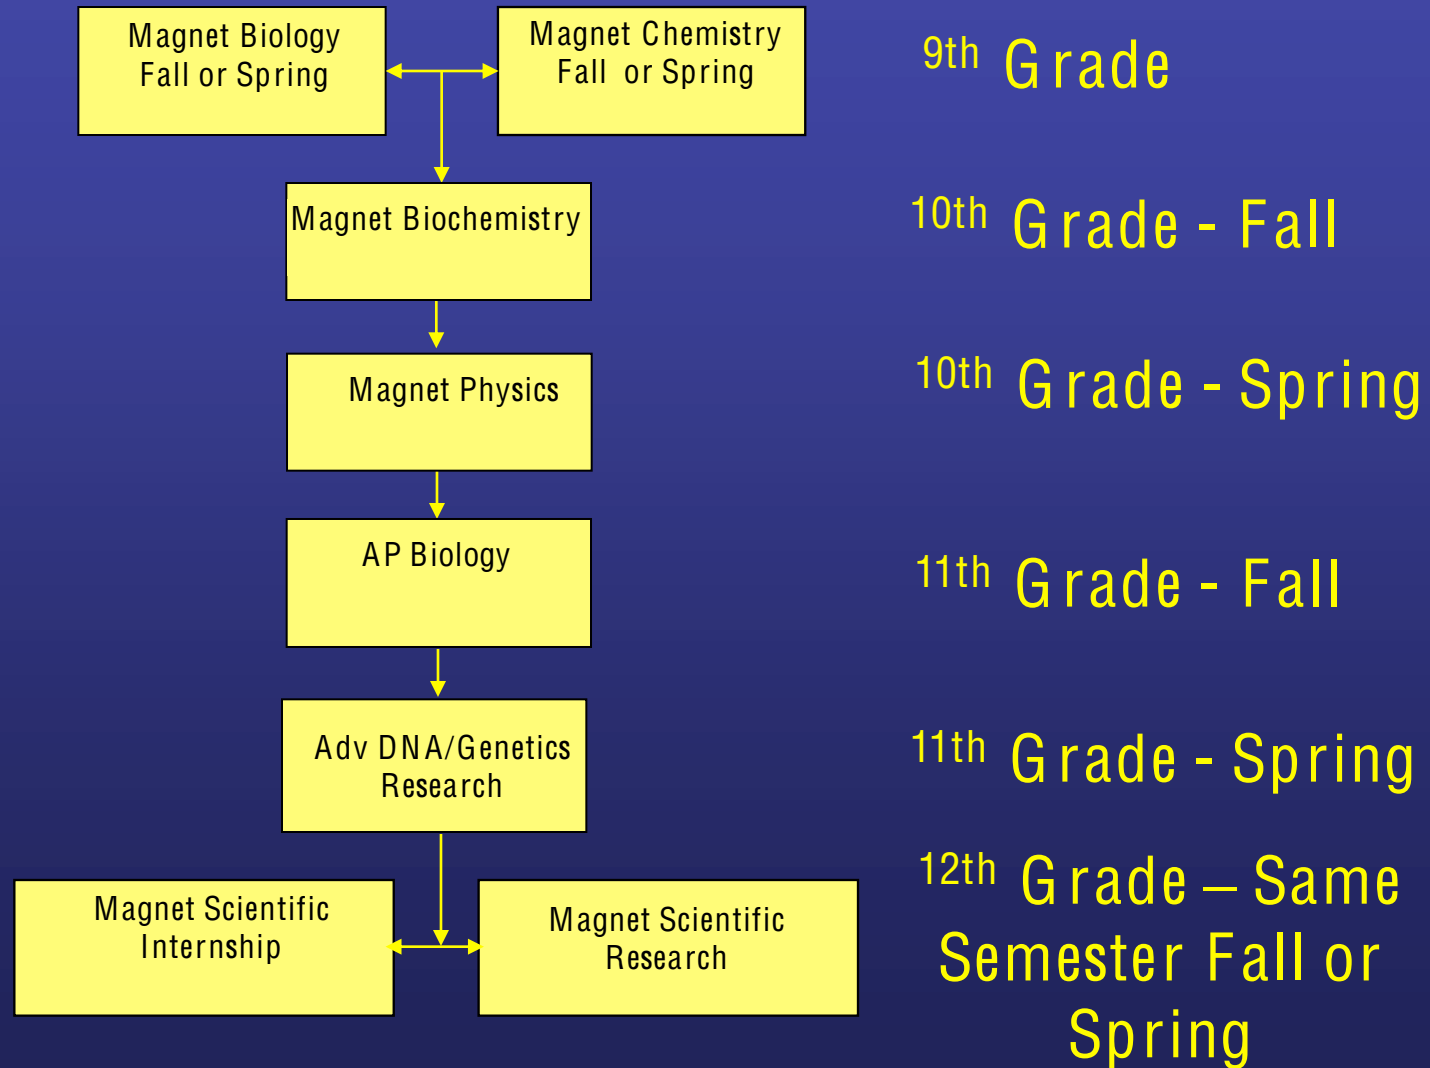 Magnet Biology
Fall or Spring
Magnet Chemistry
Fall or Spring
9th Grade
Magnet Biochemistry
10th Grade - Fall
Magnet Physics
10th Grade - Spring
AP Biology
11th Grade - Fall
Adv DNA/Genetics
Research
11th Grade - Spring
Magnet Scientific
Internship
Magnet Scientific
Research
12th Grade – Same
Semester Fall or
Spring